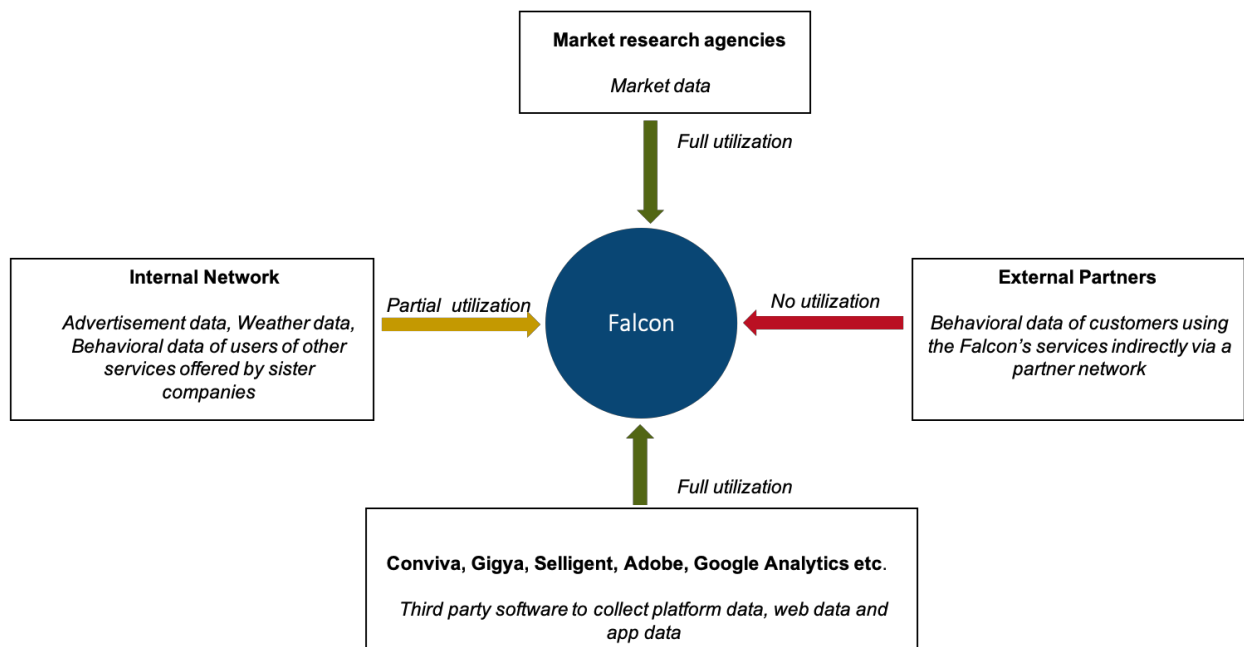 Market research agencies
Market data
Full utilization
Internal Network
Advertisement data, Weather data,
Behavioral data of users of other
services offered by sister
companies
Partial utilization
Falcon
No utilization
External Partners
Behavioral data of customers using
the Falcon's services indirectly via a
partner network
Full utilization
Conviva, Gigya, Selligent, Adobe, Google Analytics etc.
Third party software to collect platform data, web data and
app data